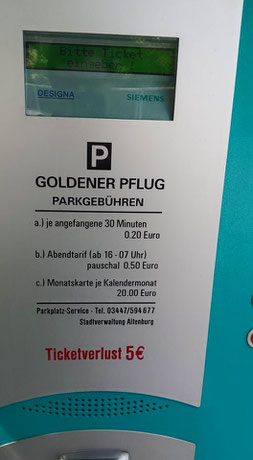 Bitte Ticket
eingeben
DESIGNA SIEMENS
P
GOLDENER PFLUG
PARKGEBÜHREN
a.) je angefangene 30 Minuten
0.20 Euro
b.) Abendtarif (ab 16 - 07 Uhr)
pauschal 0.50 Euro
c.) Monatskarte je Kalendermonat
20.00 Euro
Parkplatz-Service - Tel. 03447/594 677
Stadtverwaltung Altenburg
Ticketverlust 5€